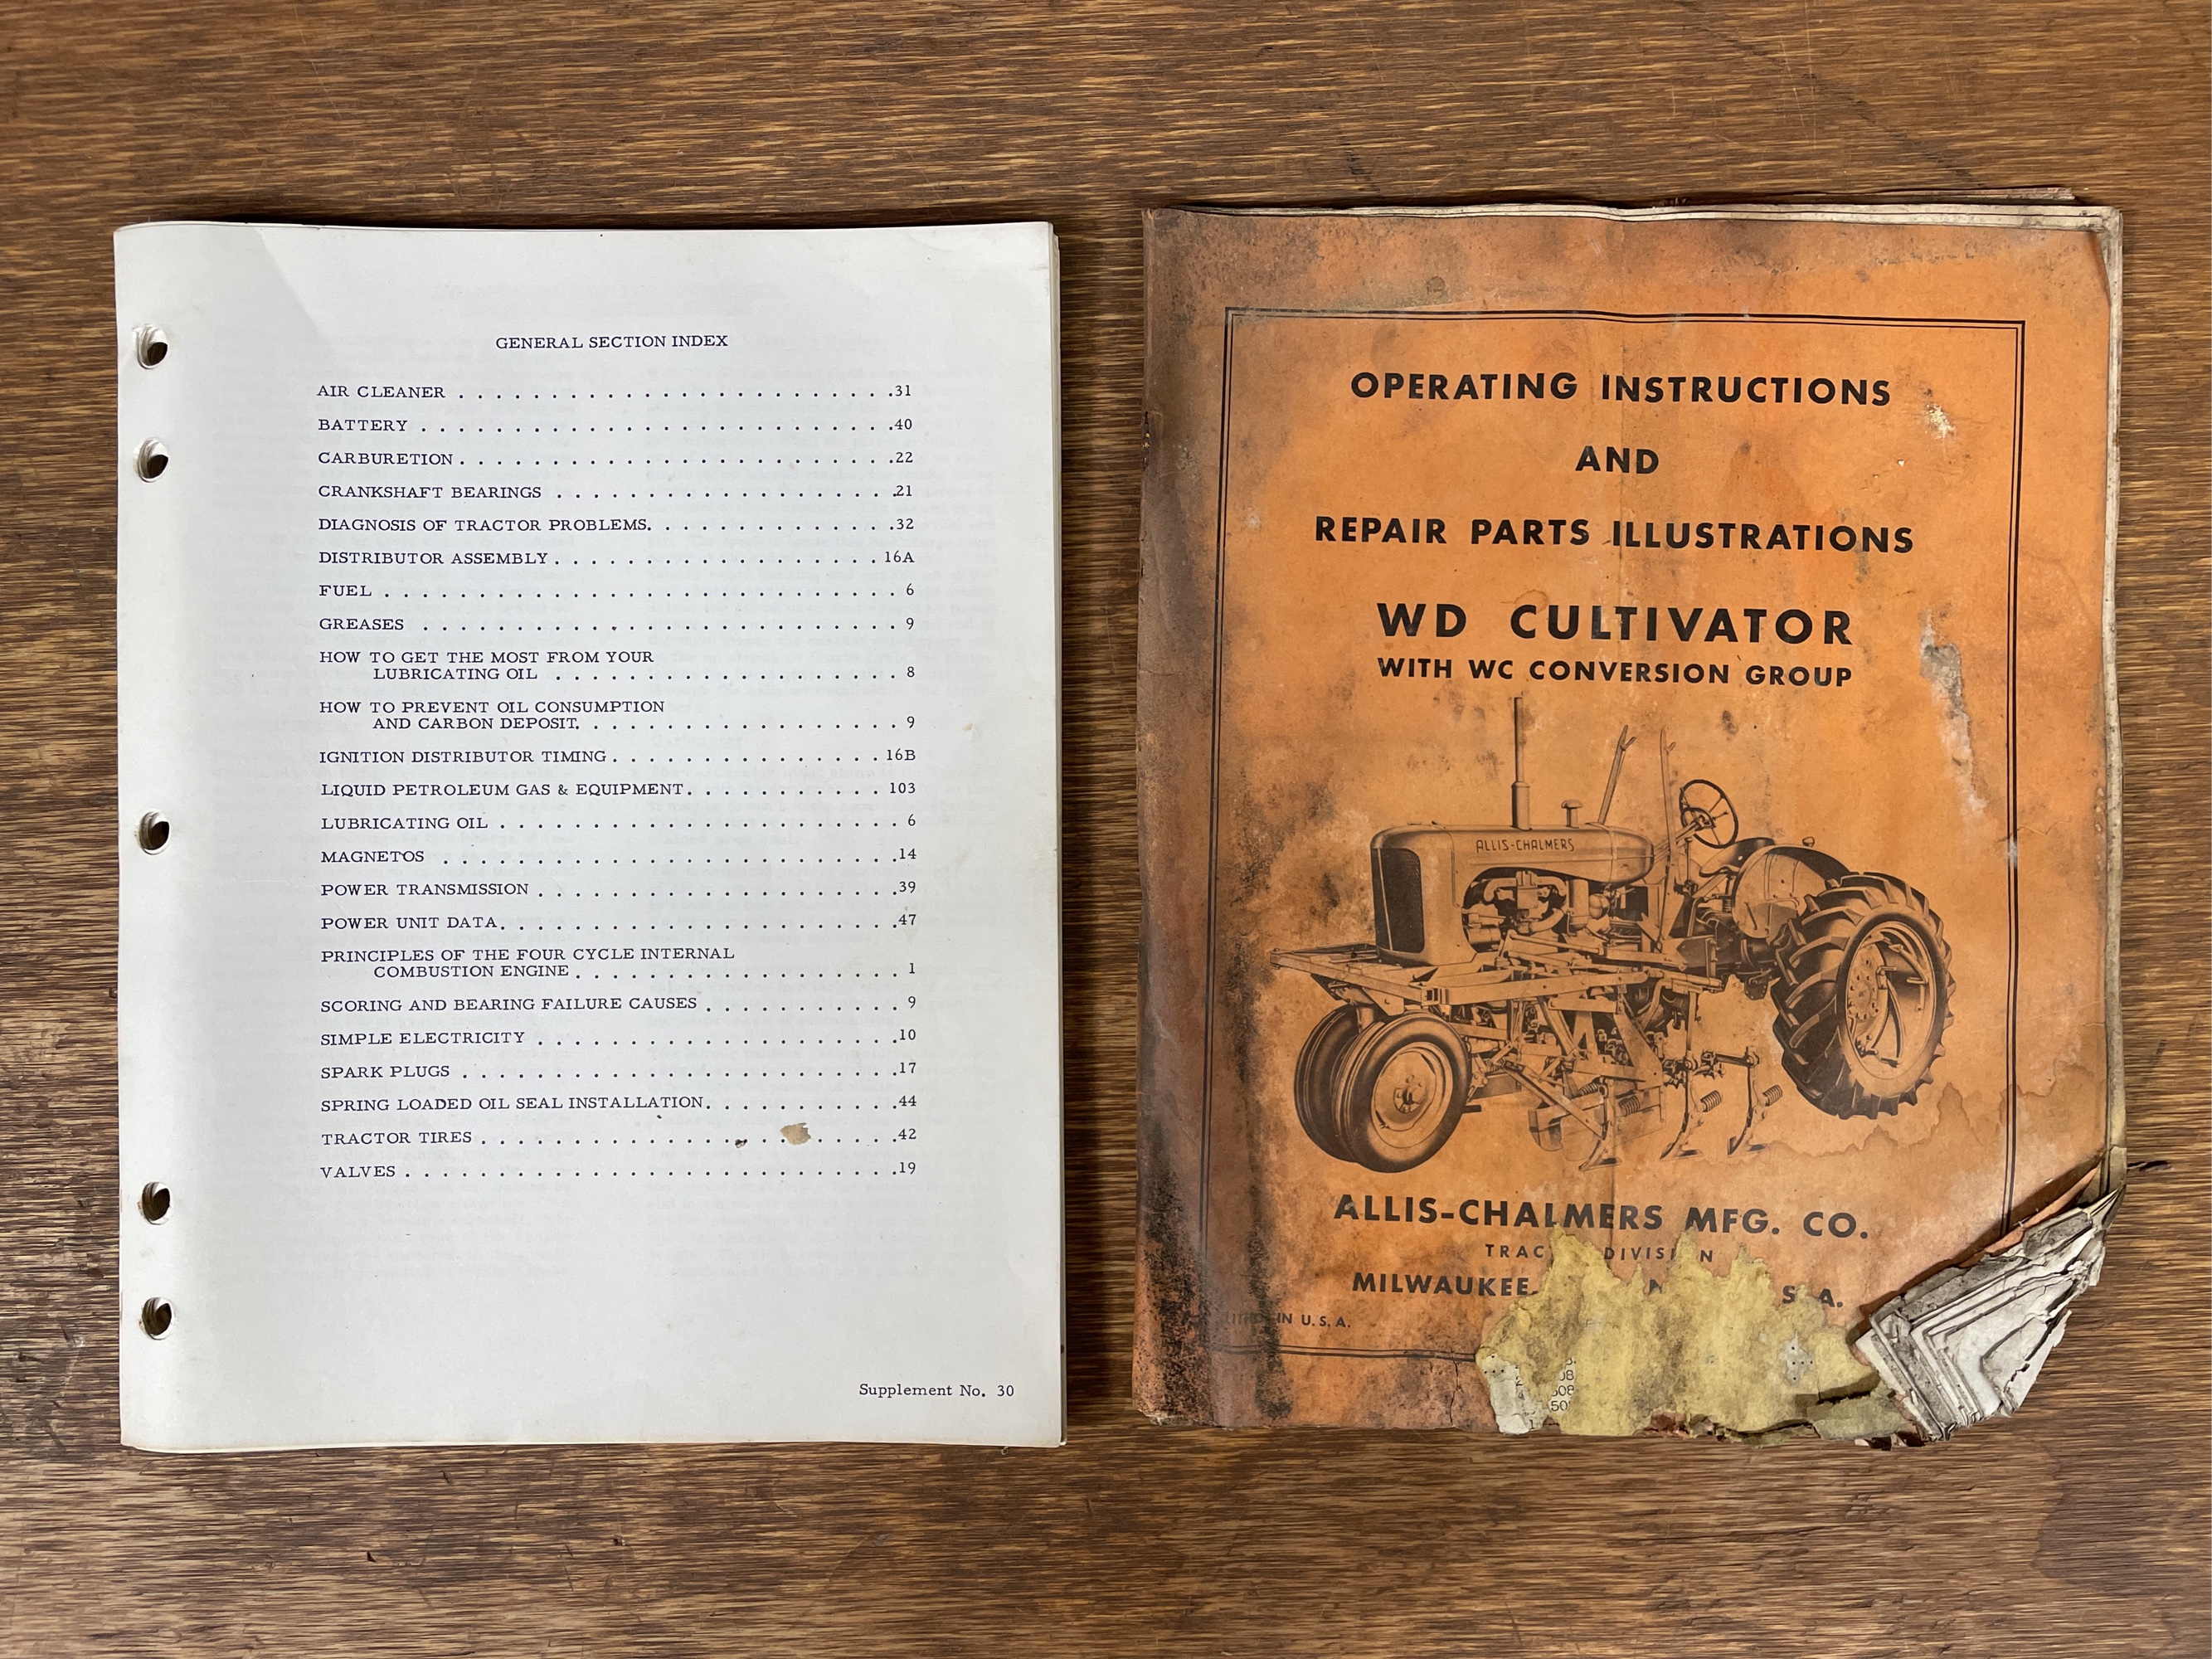 GENERAL SECTION INDEX
AIR CLEANER . . . . . . . . . . . . . . . . . . . . . . . .31
BATTERY . . . . . . . . . . . . . . . . . . . . . . . . . .40
CARBURETION. . . . . . . . . . . . . . . . . . . . . . . .22
CRANKSHAFT BEARINGS . . . . . . . . . . . . . . . . . . .21
DIAGNOSIS OF TRACTOR PROBLEMS. . . . . . . . . . . . . .32
DISTRIBUTOR ASSEMBLY. . . . . . . . . . . . . . . . . . 16A
FUEL . . . . . . . . . . . . . . . . . . . . . . . . . . . . 6
GREASES . . . . . . . . . . . . . . . . . . . . . . . . . . 9
HOW TO GET THE MOST FROM YOUR
LUBRICATING OIL . . . . . . . . . . . . . . . . . . . 8
HOW TO PREVENT OIL CONSUMPTION
AND CARBON DEPOSIT. . . . . . . . . . . . . . . . . . 9
IGNITION DISTRIBUTOR TIMING . . . . . . . . . . . . . . . 16B
LIQUID PETROLEUM GAS & EQUIPMENT. . . . . . . . . . . 103
LUBRICATING OIL . . . . . . . . . . . . . . . . . . . . . . 6
MAGNETOS . . . . . . . . . . . . . . . . . . . . . . . . .14
POWER TRANSMISSION . . . . . . . . . . . . . . . . . . . .39
POWER UNIT DATA. . . . . . . . . . . . . . . . . . . . . .47
PRINCIPLES OF THE FOUR CYCLE INTERNAL
COMBUSTION ENGINE . . . . . . . . . . . . . . . . . . 1
SCORING AND BEARING FAILURE CAUSES . . . . . . . . . . . 9
SIMPLE ELECTRICITY . . . . . . . . . . . . . . . . . . . .10
SPARK PLUGS . . . . . . . . . . . . . . . . . . . . . . . .17
SPRING LOADED OIL SEAL INSTALLATION. . . . . . . . . . .44
TRACTOR TIRES . . . . . . . . . . . . . . . . . . . . . . .42
VALVES . . . . . . . . . . . . . . . . . . . . . . . . . . .19
Supplement No. 30
OPERATING INSTRUCTIONS
AND
REPAIR PARTS ILLUSTRATIONS
WD CULTIVATOR
WITH WC CONVERSION GROUP
ALLIS-CHALMERS
ALLIS-CHALMERS MFG. CO.
MILWAUKEE,
IN U.S.A.